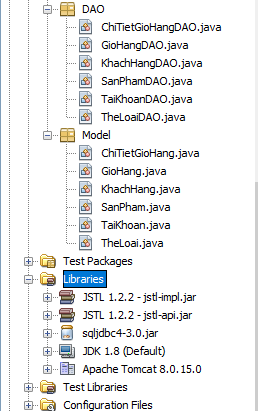 DAO
ChiTietGioHangDAO.java
GioHangDAO.java
KhachHangDAO.java
SanPhamDAO.java
TaiKhoanDAO.java
TheLoaiDAO.java
Model
ChiTietGioHang.java
GioHang.java
KhachHang.java
SanPham.java
TaiKhoan.java
TheLoai.java
Test Packages
Libraries
JSTL 1.2.2 - jstl-impl.jar
JSTL 1.2.2 - jstl-api.jar
sqljdbc4-3.0.jar
JDK 1.8 (Default)
Apache Tomcat 8.0.15.0
Test Libraries
Configuration Files